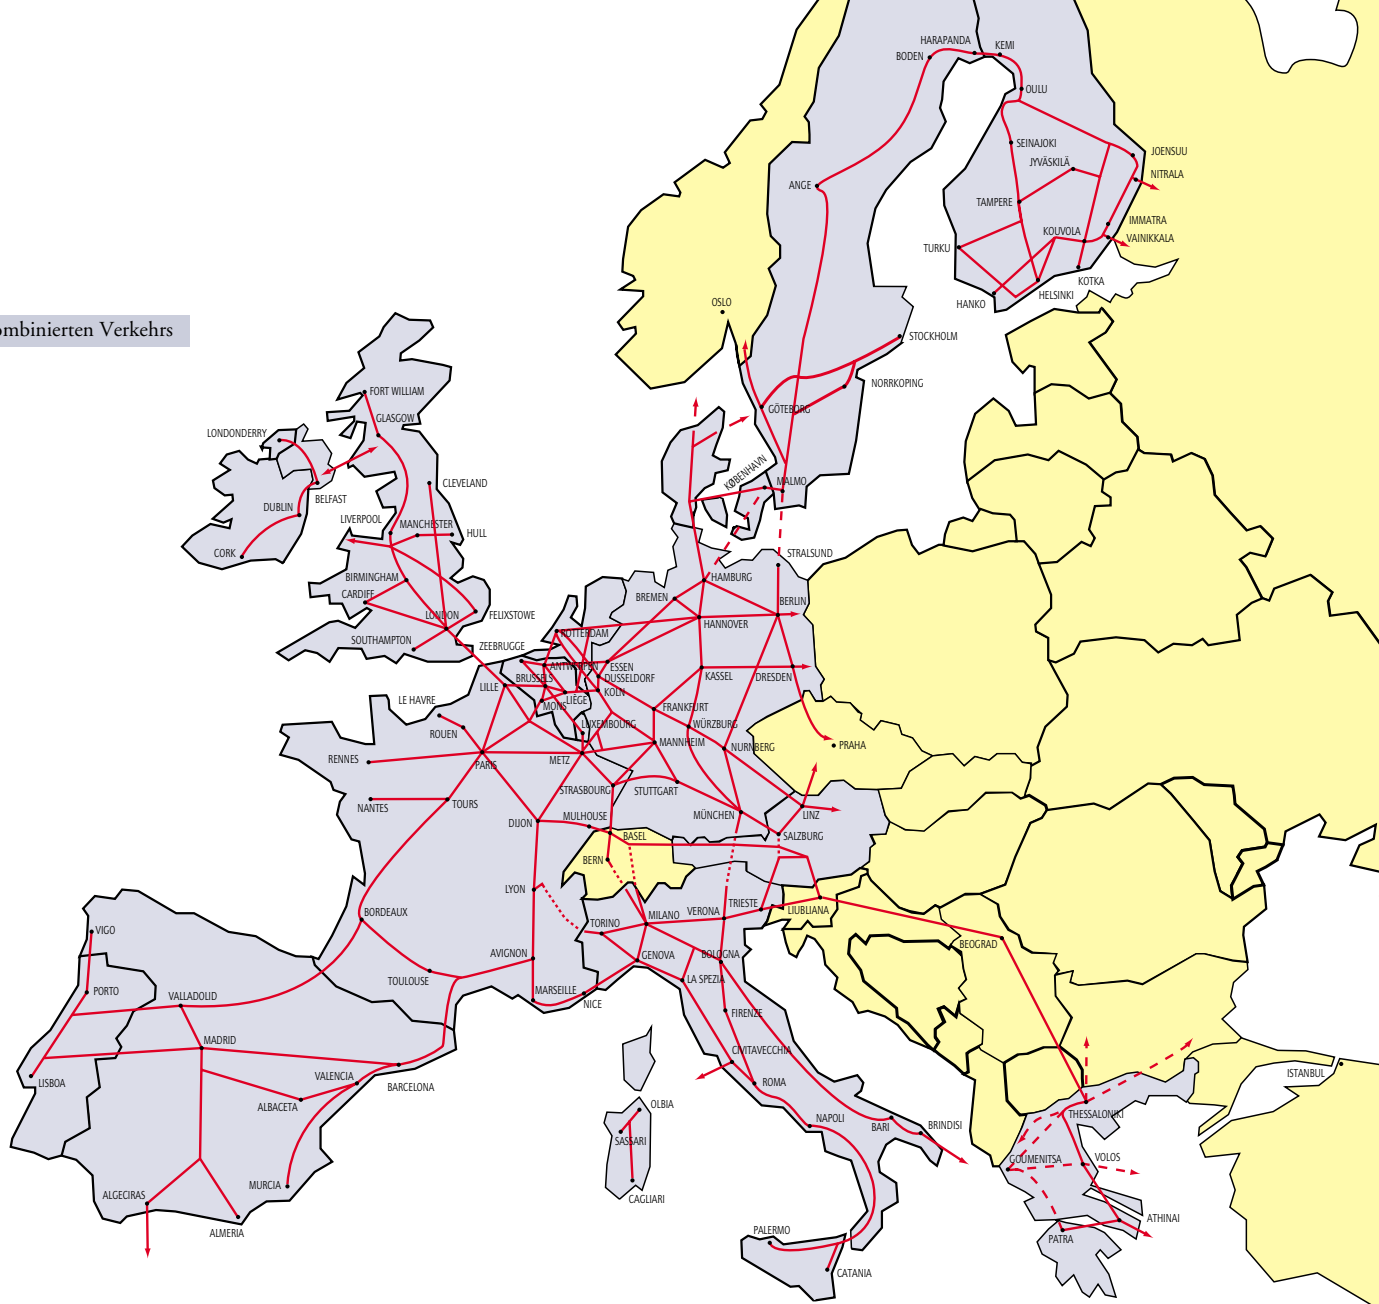 HARAPANDA
KEMI
BODEN
OULU
SEINAJOKI
JOENSUU
JYVÄSKILÄ
NITRALA
ANGE
TAMPERE
IMMATRA
KOUVOLA
VAINIKKALA
TURKU
KOTKA
HELSINKI
HANKO
OSLO
ombinierten Verkehrs
STOCKHOLM
NORRKOPING
FORT WILLIAM
GÖTEBORG
GLASGOW
LONDONDERRY
KØBENHAVN
MALMO
CLEVELAND
BELFAST
DUBLIN
LIVERPOOL
MANCHESTER
HULL
CORK
STRALSUND
BIRMINGHAM
HAMBURG
CARDIFF
BREMEN
BERLIN
LONDON
FELIXSTOWE
HANNOVER
ROTTERDAM
SOUTHAMPTON
ZEEBRUGGE
ANTWERPEN
ESSEN
BRUSSELS
DUSSELDORF
KASSEL
DRESDEN
LILLE
KOLN
LE HAVRE
MONS
LIÈGE
FRANKFURT
LUXEMBOURG
WÜRZBURG
ROUEN
MANNHEIM
NURNBERG
PRAHA
RENNES
PARIS
METZ
STRASBOURG
STUTTGART
NANTES
TOURS
MULHOUSE
MÜNCHEN
LINZ
DIJON
BASEL
SALZBURG
BERN
LYON
TRIESTE
BORDEAUX
MILANO
VERONA
LIUBLIANA
VIGO
TORINO
BEOGRAD
AVIGNON
GENOVA
BOLOGNA
TOULOUSE
LA SPEZIA
PORTO
VALLADOLID
MARSEILLE
NICE
FIRENZE
MADRID
CIVITAVECCHIA
ISTANBUL
VALENCIA
LISBOA
BARCELONA
ROMA
ALBACETA
OLBIA
THESSALONIKI
NAPOLI
BARI
BRINDISI
SASSARI
GOUMENITSA
VOLOS
MURCIA
ALGECIRAS
CAGLIARI
ATHINAI
ALMERIA
PALERMO
PATRA
CATANIA